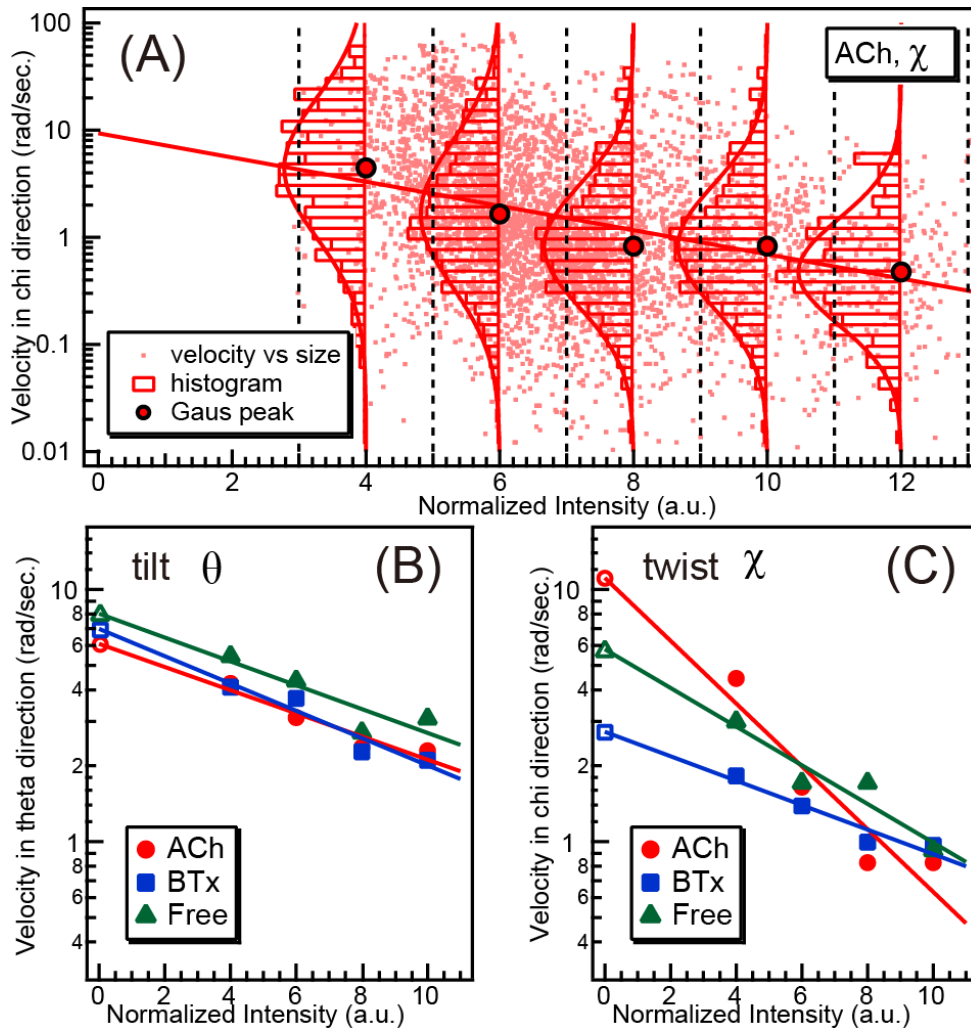 (A)
ACh, χ
Velocity in chi direction (rad/sec.)
100
10
1
0.1
0.01
velocity vs size
histogram
Gaus peak
0 2 4 6 8 10 12
Normalized Intensity (a.u.)
tilt θ (B)
Velocity in theta direction (rad/sec.)
10
8
6
4
2
1
8
6
4
ACh
BTx
Free
0 2 4 6 8 10
Normalized Intensity (a.u.)
twist χ (C)
Velocity in chi direction (rad/sec.)
10
8
6
4
2
1
8
6
4
ACh
BTx
Free
0 2 4 6 8 10
Normalized Intensity (a.u.)